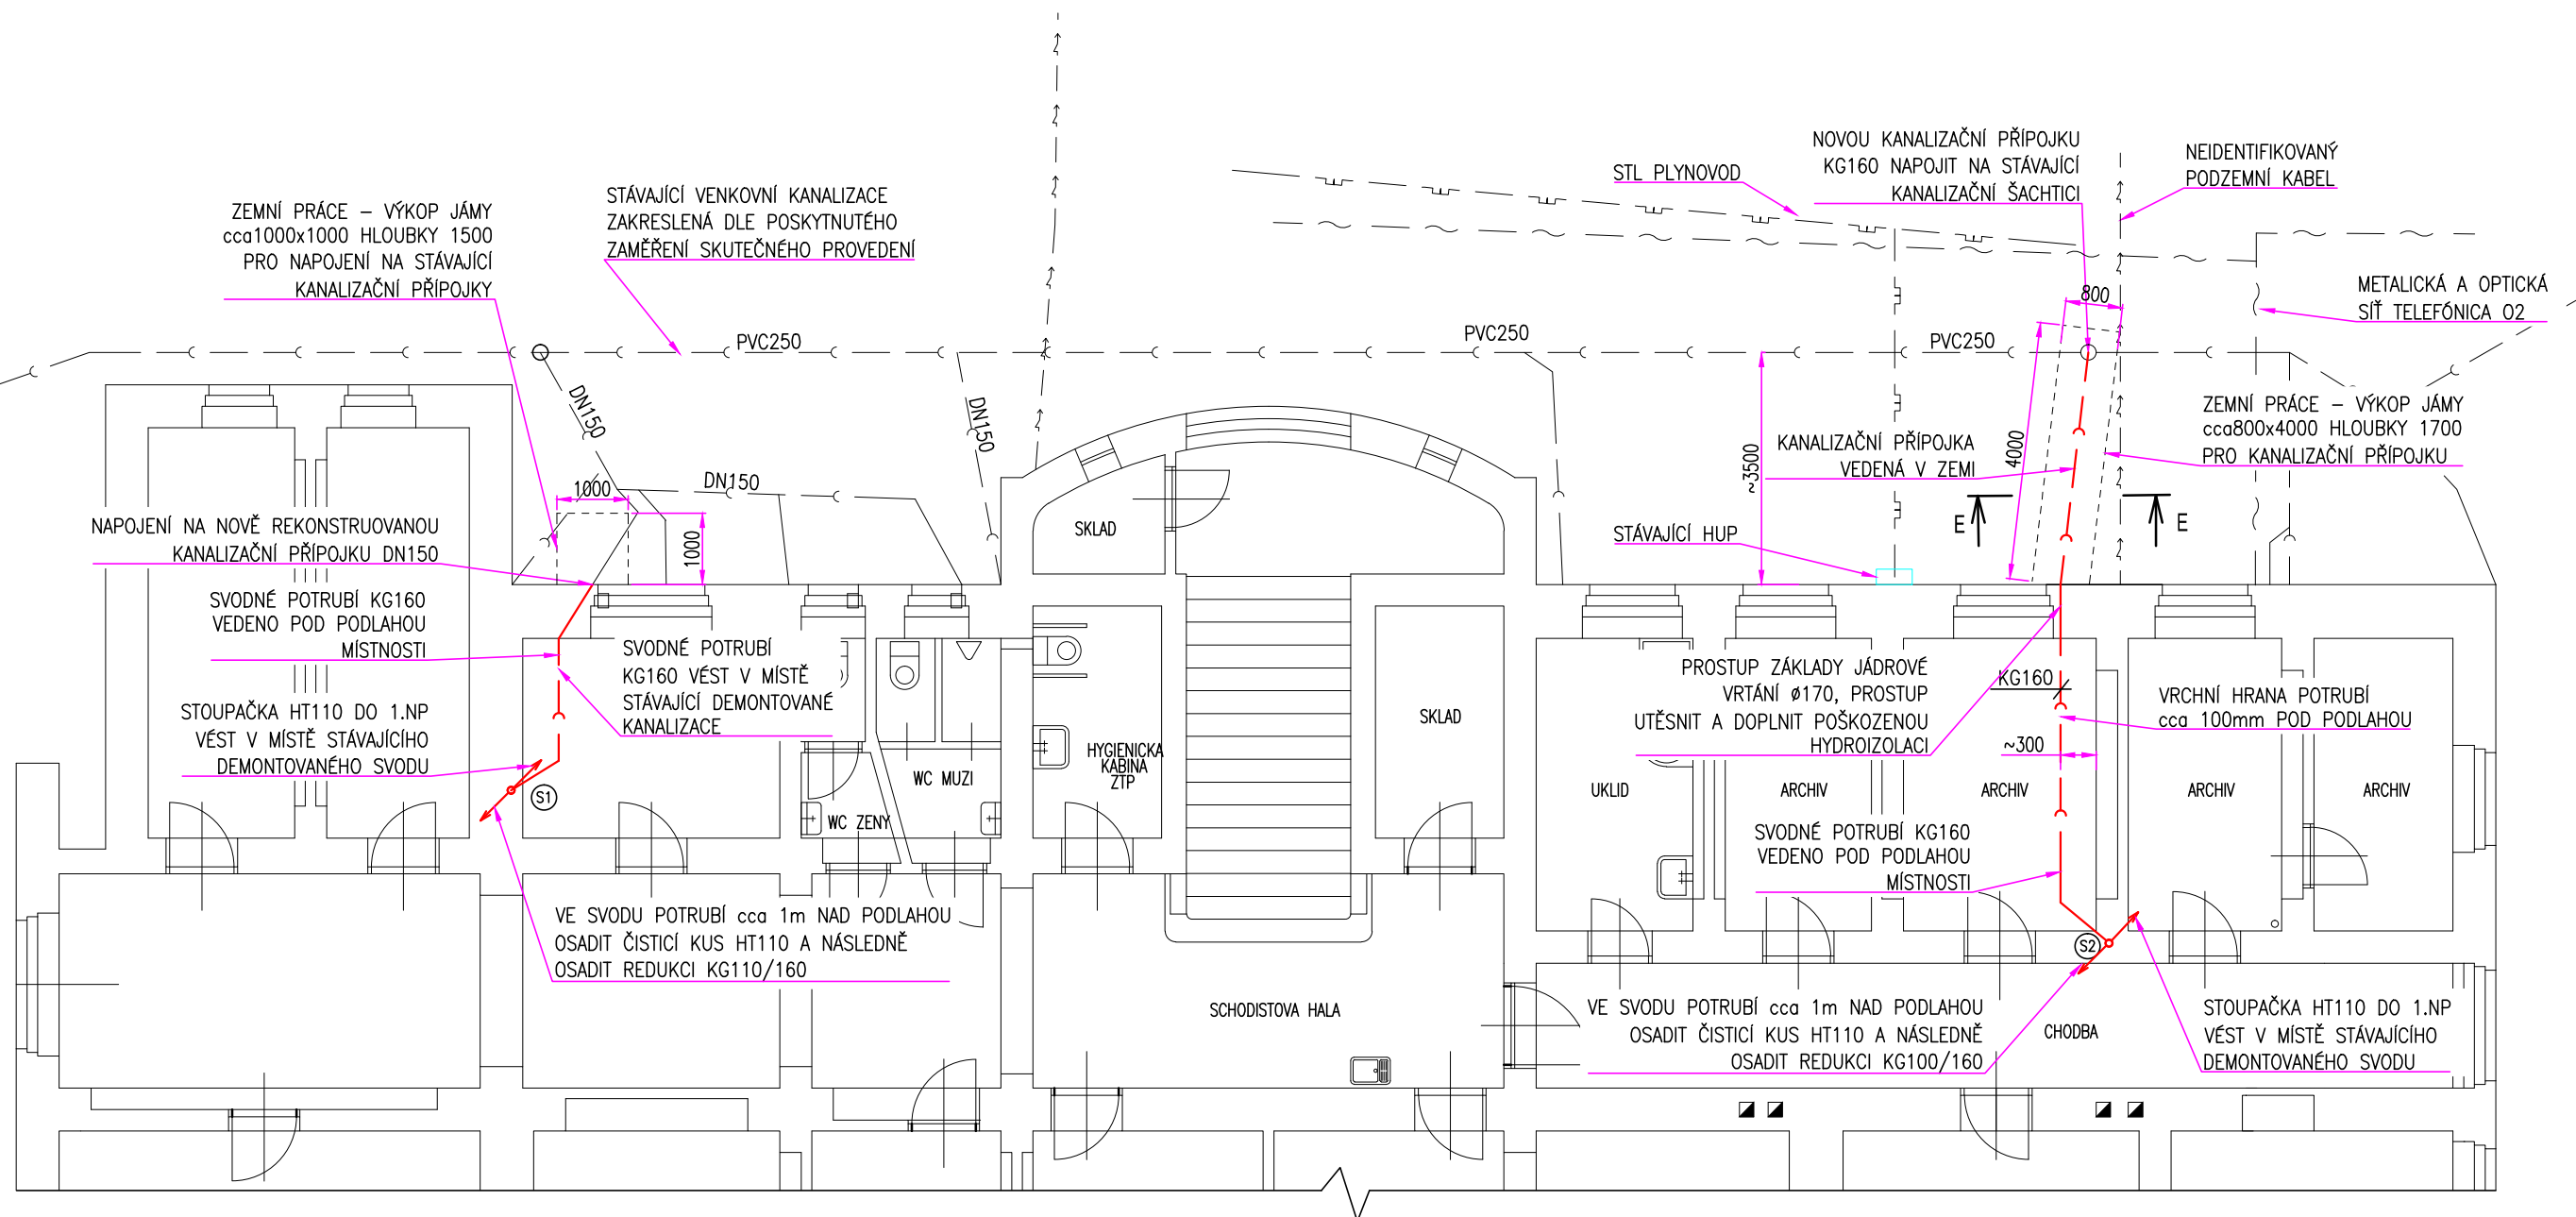 ZEMNÍ PRÁCE – VÝKOP JÁMY
cca1000x1000 HLOUBKY 1500
PRO NAPOJENÍ NA STÁVAJÍCÍ
KANALIZAČNÍ PŘÍPOJKY
STÁVAJÍCÍ VENKOVNÍ KANALIZACE
ZAKRESLENÁ DLE POSKYTNUTÉHO
ZAMĚŘENÍ SKUTEČNÉHO PROVEDENÍ
STL PLYNOVOD
NOVOU KANALIZAČNÍ PŘÍPOJKU
KG160 NAPOJIT NA STÁVAJÍCÍ
KANALIZAČNÍ ŠACHTICI
NEIDENTIFIKOVANÝ
PODZEMNÍ KABEL
METALICKÁ A OPTICKÁ
SÍŤ TELEFÓNICA O2
800
PVC250
PVC250
PVC250
DN150
DN150
DN150
1000
1000
~3500
4000
KANALIZAČNÍ PŘÍPOJKA
VEDENÁ V ZEMI
ZEMNÍ PRÁCE – VÝKOP JÁMY
cca800x4000 HLOUBKY 1700
PRO KANALIZAČNÍ PŘÍPOJKU
E
E
STÁVAJÍCÍ HUP
NAPOJENÍ NA NOVĚ REKONSTRUOVANOU
KANALIZAČNÍ PŘÍPOJKU DN150
SVODNÉ POTRUBÍ KG160
VEDENO POD PODLAHOU
MÍSTNOSTI
STOUPAČKA HT110 DO 1.NP
VÉST V MÍSTĚ STÁVAJÍCÍHO
DEMONTOVANÉHO SVODU
SVODNÉ POTRUBÍ
KG160 VÉST V MÍSTĚ
STÁVAJÍCÍ DEMONTOVANÉ
KANALIZACE
S1
SKLAD
SKLAD
HYGIENICKA
KABINA
ZTP
WC MUZI
WC ZENY
PROSTUP ZÁKLADY JÁDROVÉ
VRTÁNÍ ø170, PROSTUP
UTĚSNIT A DOPLNIT POŠKOZENOU
HYDROIZOLACI
KG160
~300
VRCHNÍ HRANA POTRUBÍ
cca 100mm POD PODLAHOU
UKLID
ARCHIV
ARCHIV
ARCHIV
ARCHIV
SVODNÉ POTRUBÍ KG160
VEDENO POD PODLAHOU
MÍSTNOSTI
S2
VE SVODU POTRUBÍ cca 1m NAD PODLAHOU
OSADIT ČISTICÍ KUS HT110 A NÁSLEDNĚ
OSADIT REDUKCI KG110/160
SCHODISTOVA HALA
VE SVODU POTRUBÍ cca 1m NAD PODLAHOU
OSADIT ČISTICÍ KUS HT110 A NÁSLEDNĚ
OSADIT REDUKCI KG100/160
CHODBA
STOUPAČKA HT110 DO 1.NP
VÉST V MÍSTĚ STÁVAJÍCÍHO
DEMONTOVANÉHO SVODU